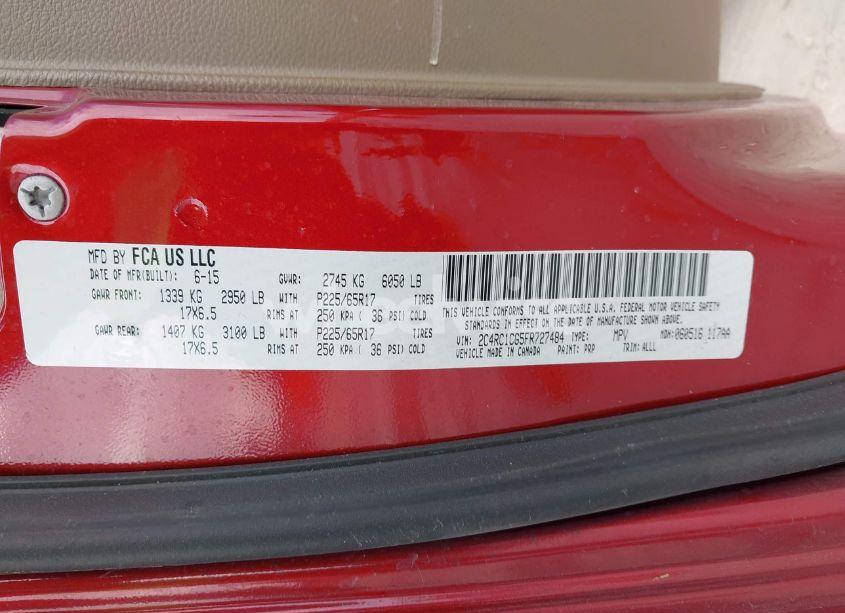 MFD BY FCA US LLC
DATE OF MFR(BUILT): 6-15 GVWR: 2745 KG 6050 LB
GAWR FRONT: 1339 KG 2950 LB WITH P225/65R17 TIRES
17X6.5 RIMS AT 250 KPA ( 36 PSI) COLD
GAWR REAR: 1407 KG 3100 LB WITH P225/65R17 TIRES
17X6.5 RIMS AT 250 KPA ( 36 PSI) COLD
THIS VEHICLE CONFORMS TO ALL APPLICABLE U.S.A. FEDERAL MOTOR VEHICLE SAFETY
STANDARDS IN EFFECT ON THE DATE OF MANUFACTURE SHOWN ABOVE.
VIN: 2C4RC1CG5FR727484 TYPE: MPV MDH: 060516 117AA
VEHICLE MADE IN CANADA PAINT: PRP TRIM: ALLL